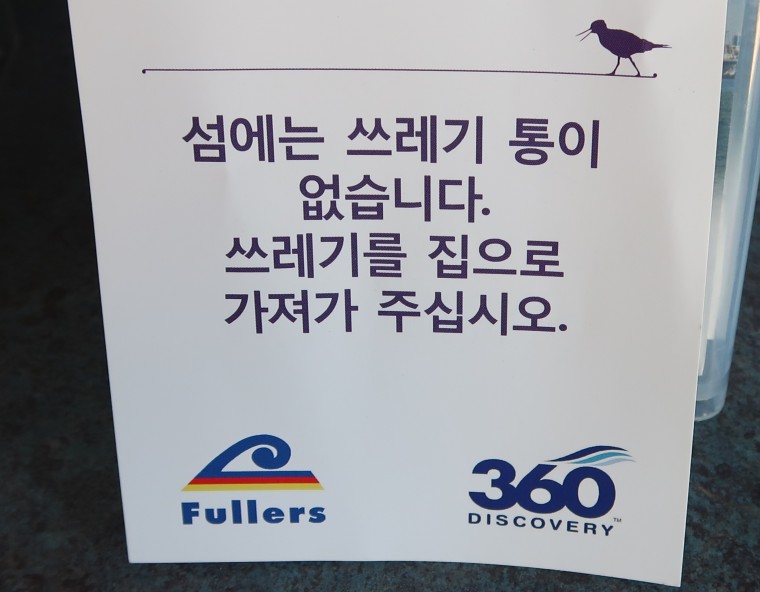 섬에는 쓰레기 통이
없습니다.
쓰레기를 집으로
가져가 주십시오.
Fullers
360
DISCOVERY™